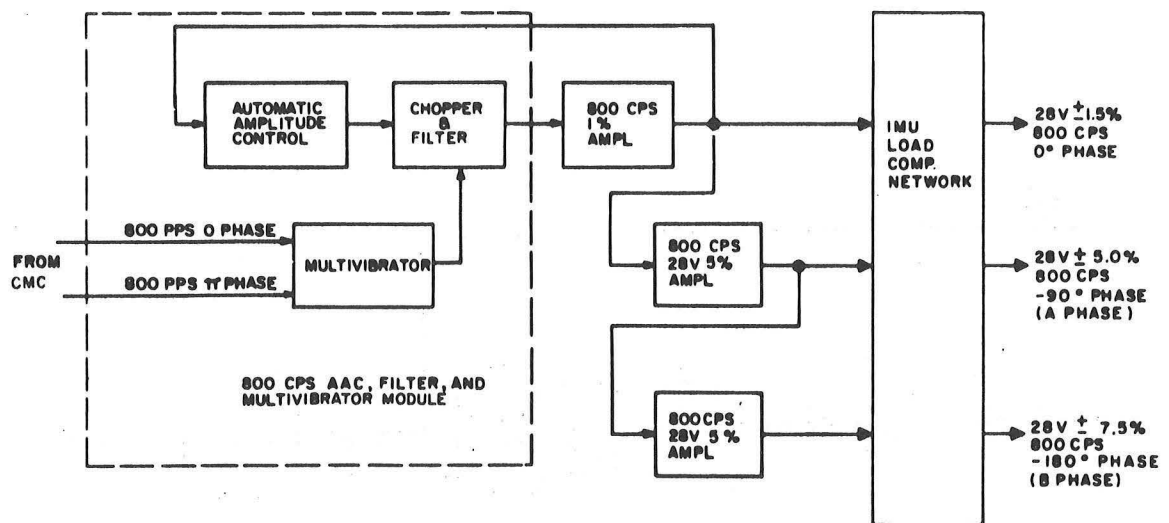 AUTOMATIC
AMPLITUDE
CONTROL
CHOPPER
&
FILTER
800 CPS
1%
AMPL
IMU
LOAD
COMP.
NETWORK
28V ± 1.5%
800 CPS
0° PHASE
FROM
CMC
800 PPS 0 PHASE
800 PPS π PHASE
MULTIVIBRATOR
800 CPS
28V 5%
AMPL
28V ± 5.0%
800 CPS
-90° PHASE
(A PHASE)
800 CPS AAC, FILTER, AND
MULTIVIBRATOR MODULE
800CPS
28V 5%
AMPL
28V ± 7.5%
800 CPS
-180° PHASE
(B PHASE)